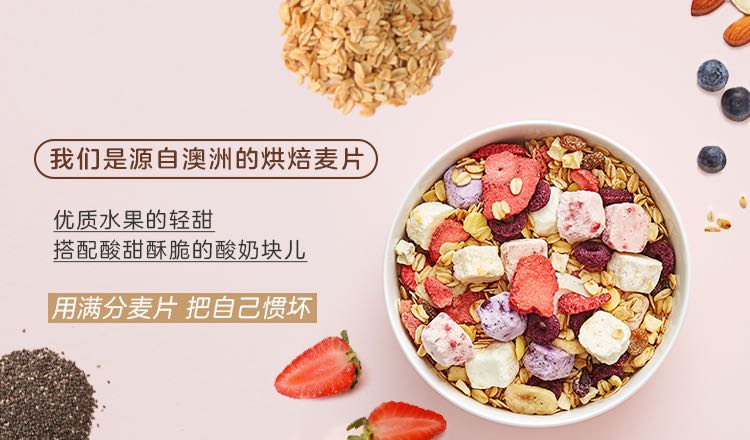 我们是源自澳洲的烘焙麦片
优质水果的轻甜
搭配酸甜酥脆的酸奶块儿
用满分麦片 把自己惯坏